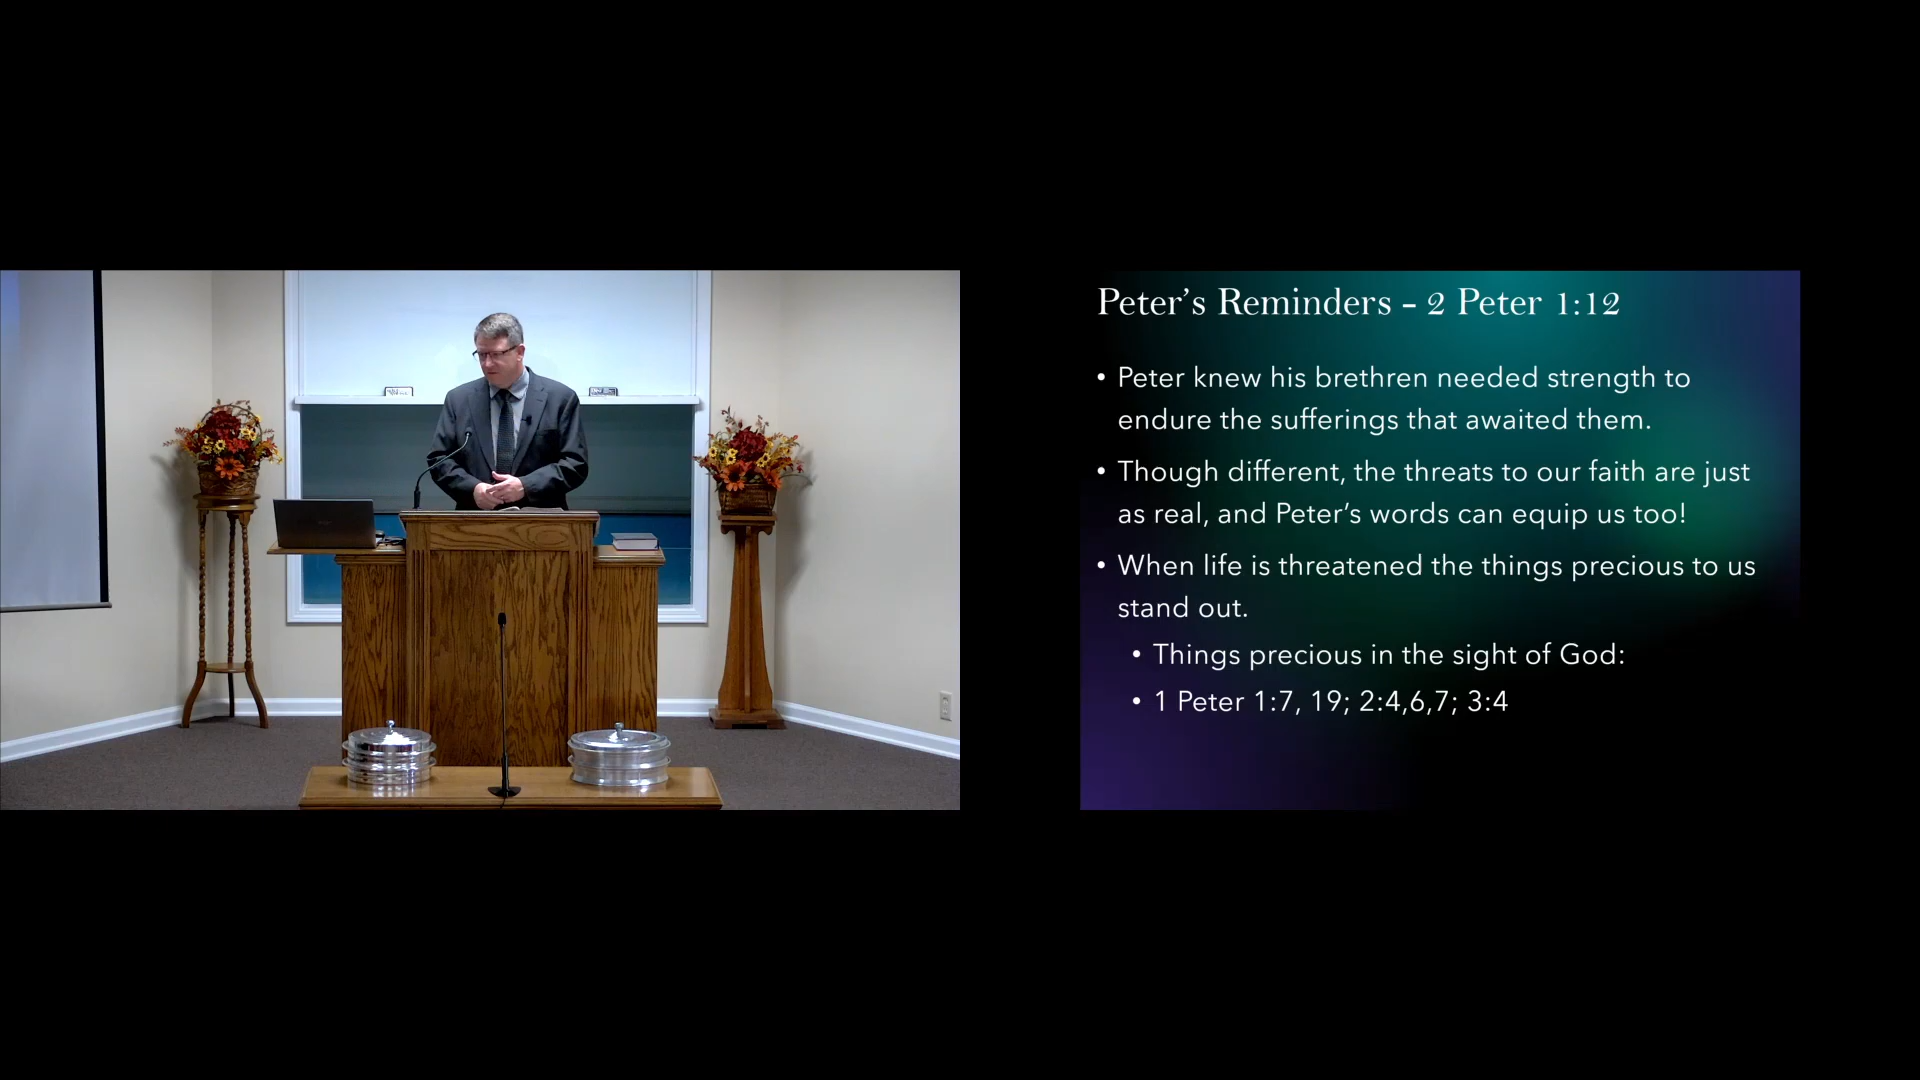 Peter’s Reminders – 2 Peter 1:12
• Peter knew his brethren needed strength to
endure the sufferings that awaited them.
• Though different, the threats to our faith are just
as real, and Peter’s words can equip us too!
• When life is threatened the things precious to us
stand out.
• Things precious in the sight of God:
• 1 Peter 1:7, 19; 2:4,6,7; 3:4